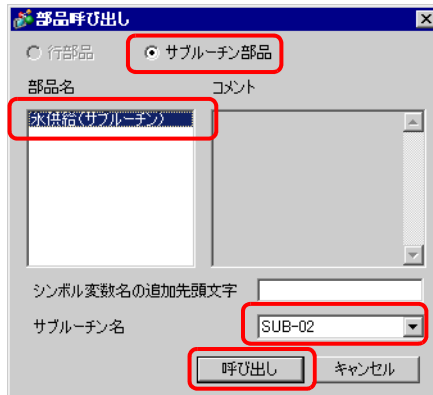 部品呼び出し
行部品 サブルーチン部品
部品名 コメント
氷供給(サブルーチン)
シンボル変数名の追加先頭文字
サブルーチン名 SUB-02
呼び出し キャンセル